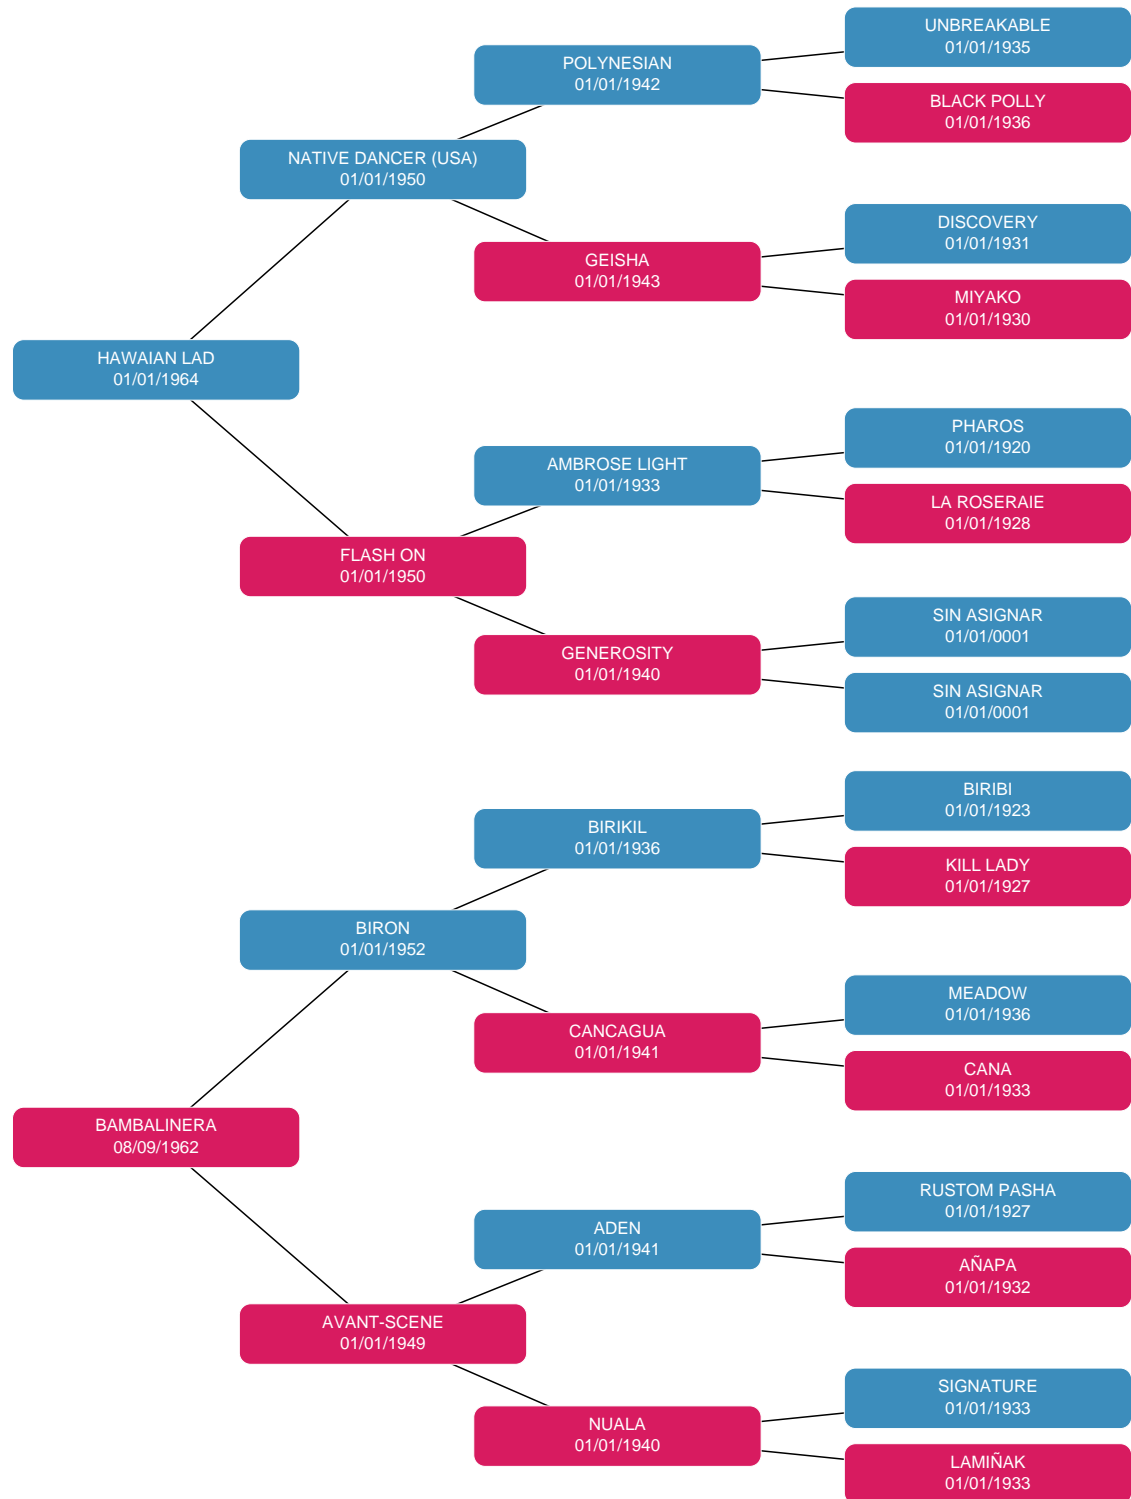 UNBREAKABLE
01/01/1935
POLYNESIAN
01/01/1942
BLACK POLLY
01/01/1936
NATIVE DANCER (USA)
01/01/1950
DISCOVERY
01/01/1931
GEISHA
01/01/1943
MIYAKO
01/01/1930
HAWAIAN LAD
01/01/1964
PHAROS
01/01/1920
AMBROSE LIGHT
01/01/1933
LA ROSERAIE
01/01/1928
FLASH ON
01/01/1950
SIN ASIGNAR
01/01/0001
GENEROSITY
01/01/1940
SIN ASIGNAR
01/01/0001
BIRIBI
01/01/1923
BIRIKIL
01/01/1936
KILL LADY
01/01/1927
BIRON
01/01/1952
MEADOW
01/01/1936
CANCAGUA
01/01/1941
CANA
01/01/1933
BAMBALINERA
08/09/1962
RUSTOM PASHA
01/01/1927
ADEN
01/01/1941
AÑAPA
01/01/1932
AVANT-SCENE
01/01/1949
SIGNATURE
01/01/1933
NUALA
01/01/1940
LAMIÑAK
01/01/1933